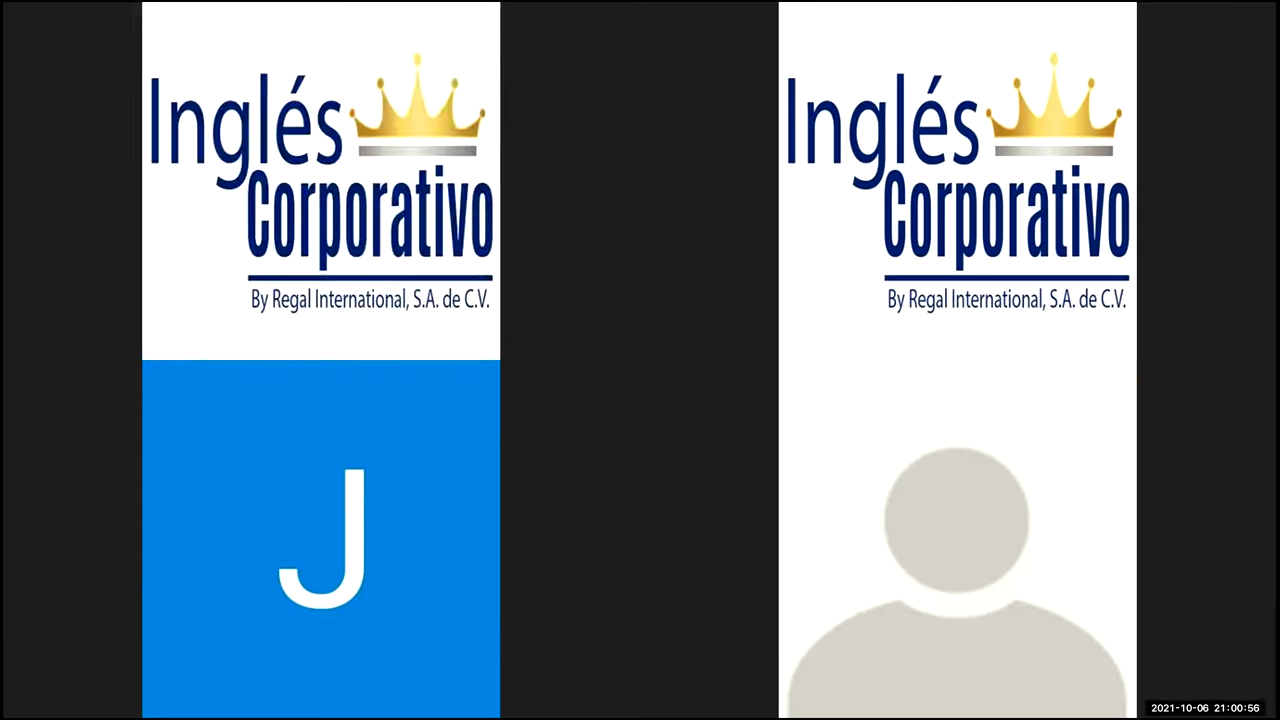 Inglés
Corporativo
By Regal International, S.A. de C.V.
Inglés
Corporativo
By Regal International, S.A. de C.V.
J
2021-10-06 21:00:56